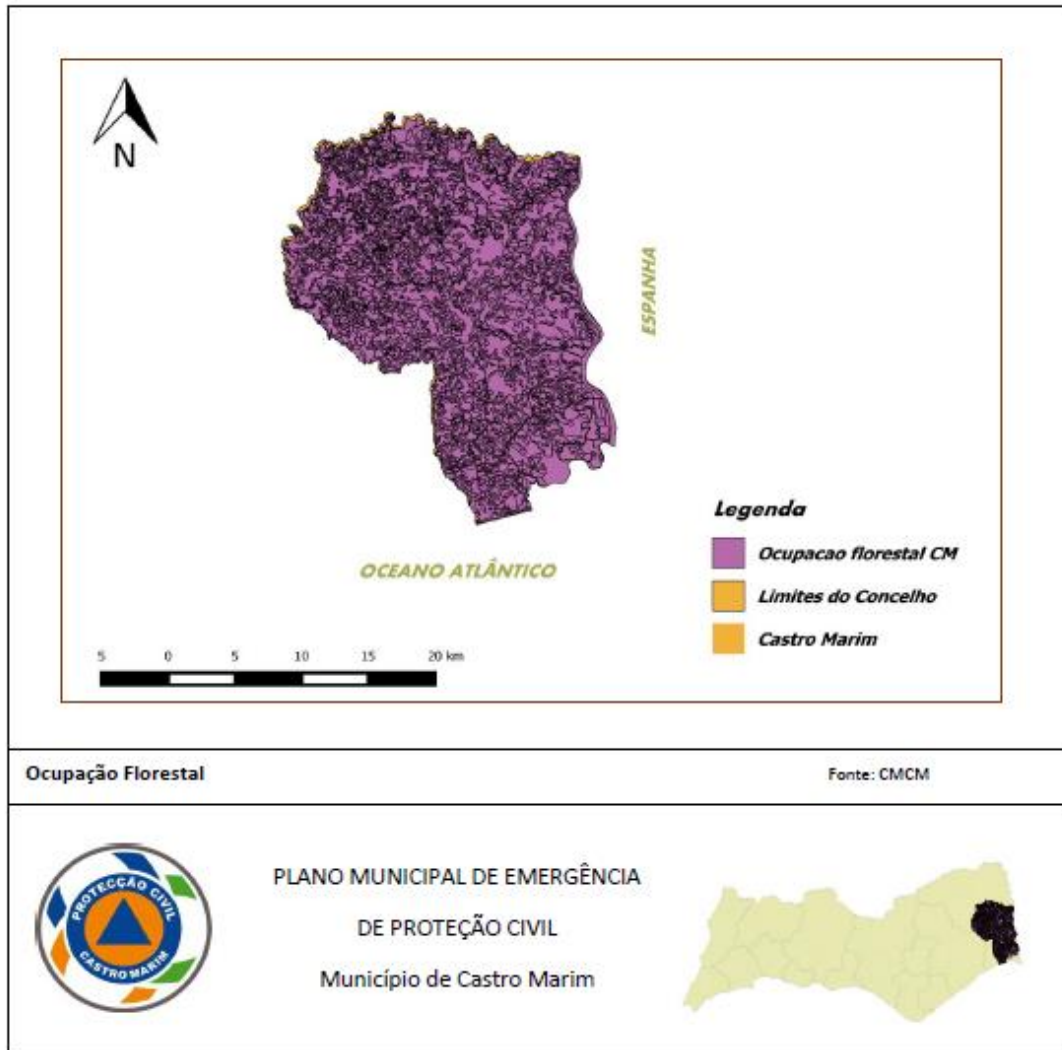 N
ESPANHA
OCEANO ATLÂNTICO
Legenda
Ocupacao florestal CM
Limites do Concelho
Castro Marim
5 0 5 10 15 20 km
Ocupação Florestal
Fonte: CMCM
PROTECÇÃO CIVIL
CASTRO MARIM
PLANO MUNICIPAL DE EMERGÊNCIA
DE PROTEÇÃO CIVIL
Município de Castro Marim